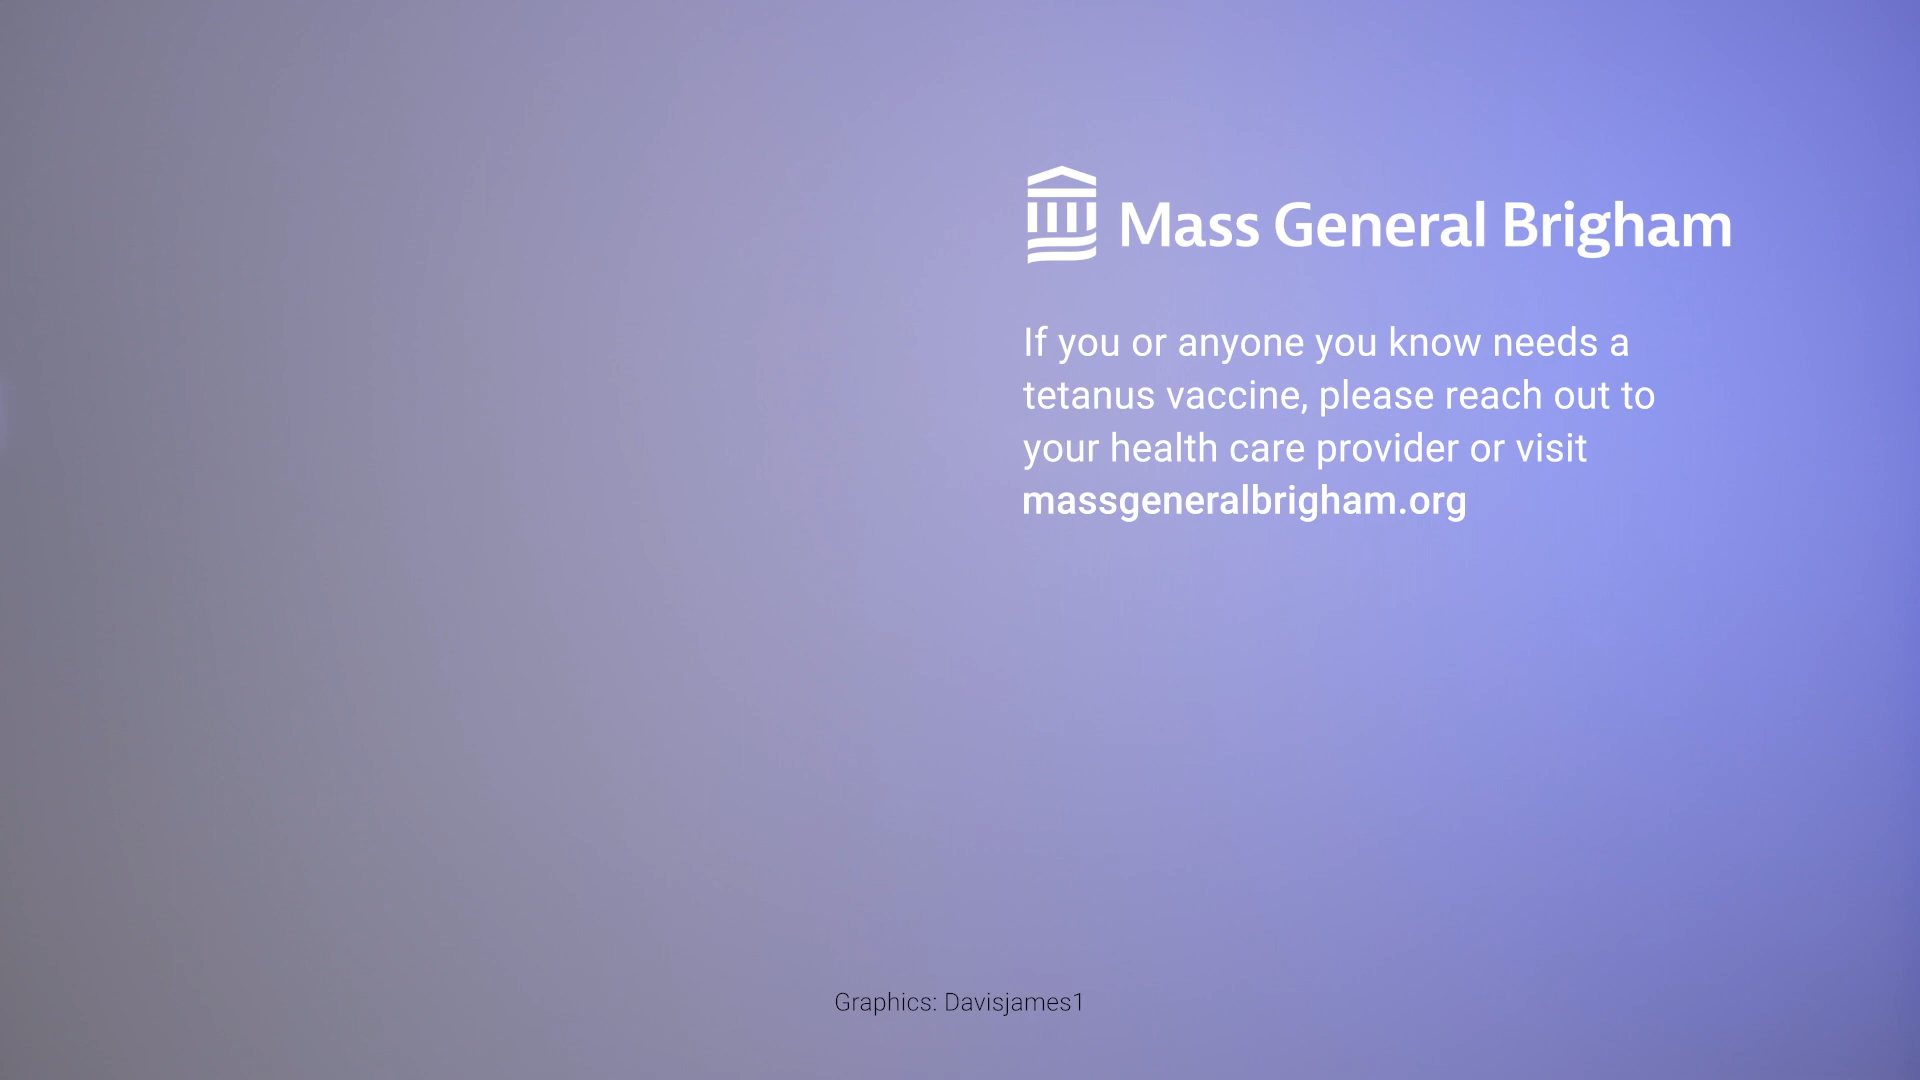 Mass General Brigham
If you or anyone you know needs a
tetanus vaccine, please reach out to
your health care provider or visit
massgeneralbrigham.org
Graphics: Davisjames1